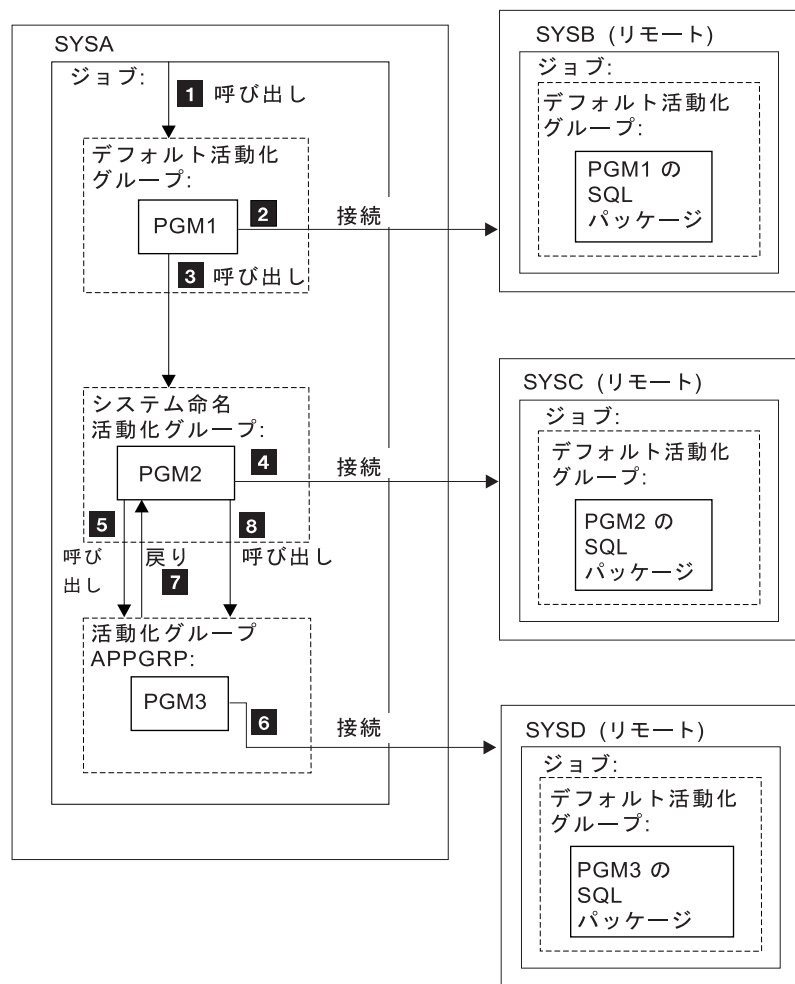 SYSA
ジョブ:
1 呼び出し
デフォルト活動化
グループ:
PGM1
2
接続
3 呼び出し
システム命名
活動化グループ:
PGM2
4
接続
5
8
呼び
出し
戻り
7
呼び出し
活動化グループ
APPGRP:
PGM3
6
接続
SYSB (リモート)
ジョブ:
デフォルト活動化
グループ:
PGM1 の
SQL
パッケージ
SYSC (リモート)
ジョブ:
デフォルト活動化
グループ:
PGM2 の
SQL
パッケージ
SYSD (リモート)
ジョブ:
デフォルト活動化
グループ:
PGM3 の
SQL
パッケージ